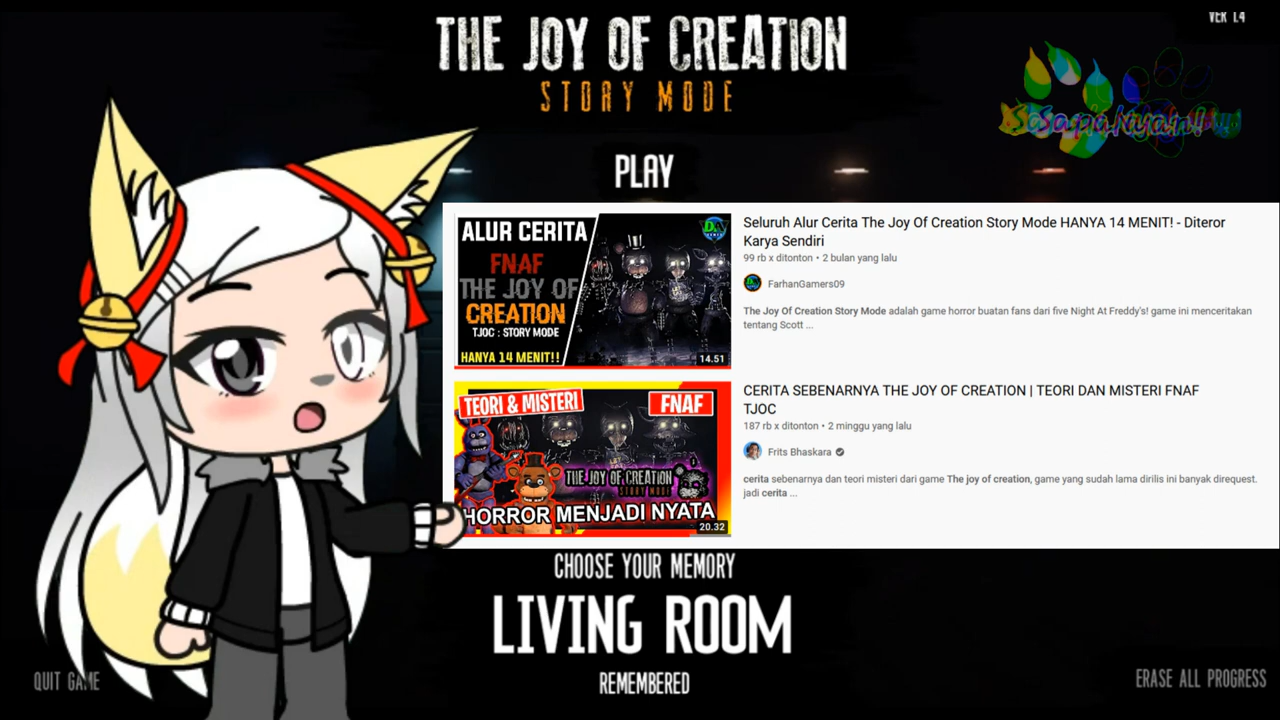 THE JOY OF CREATION
STORY MODE
VER 1.4
SasapiaNyan!
PLAY
ALUR CERITA
FNAF
THE JOY OF
CREATION
TJOC : STORY MODE
HANYA 14 MENIT!!
14.51
Seluruh Alur Cerita The Joy Of Creation Story Mode HANYA 14 MENIT! - Diteror
Karya Sendiri
99 rb x ditonton • 2 bulan yang lalu
FarhanGamers09
The Joy Of Creation Story Mode adalah game horror buatan fans dari five Night At Freddy's! game ini menceritakan
tentang Scott ...
TEORI & MISTERI
FNAF
THE JOY OF CREATION
STORY MODE
HORROR MENJADI NYATA
20.32
CERITA SEBENARNYA THE JOY OF CREATION | TEORI DAN MISTERI FNAF
TJOC
187 rb x ditonton • 2 minggu yang lalu
Frits Bhaskara
cerita sebenarnya dan teori misteri dari game The joy of creation, game yang sudah lama dirilis ini banyak direquest.
jadi cerita ...
CHOOSE YOUR MEMORY
LIVING ROOM
REMEMBERED
QUIT GAME
ERASE ALL PROGRESS